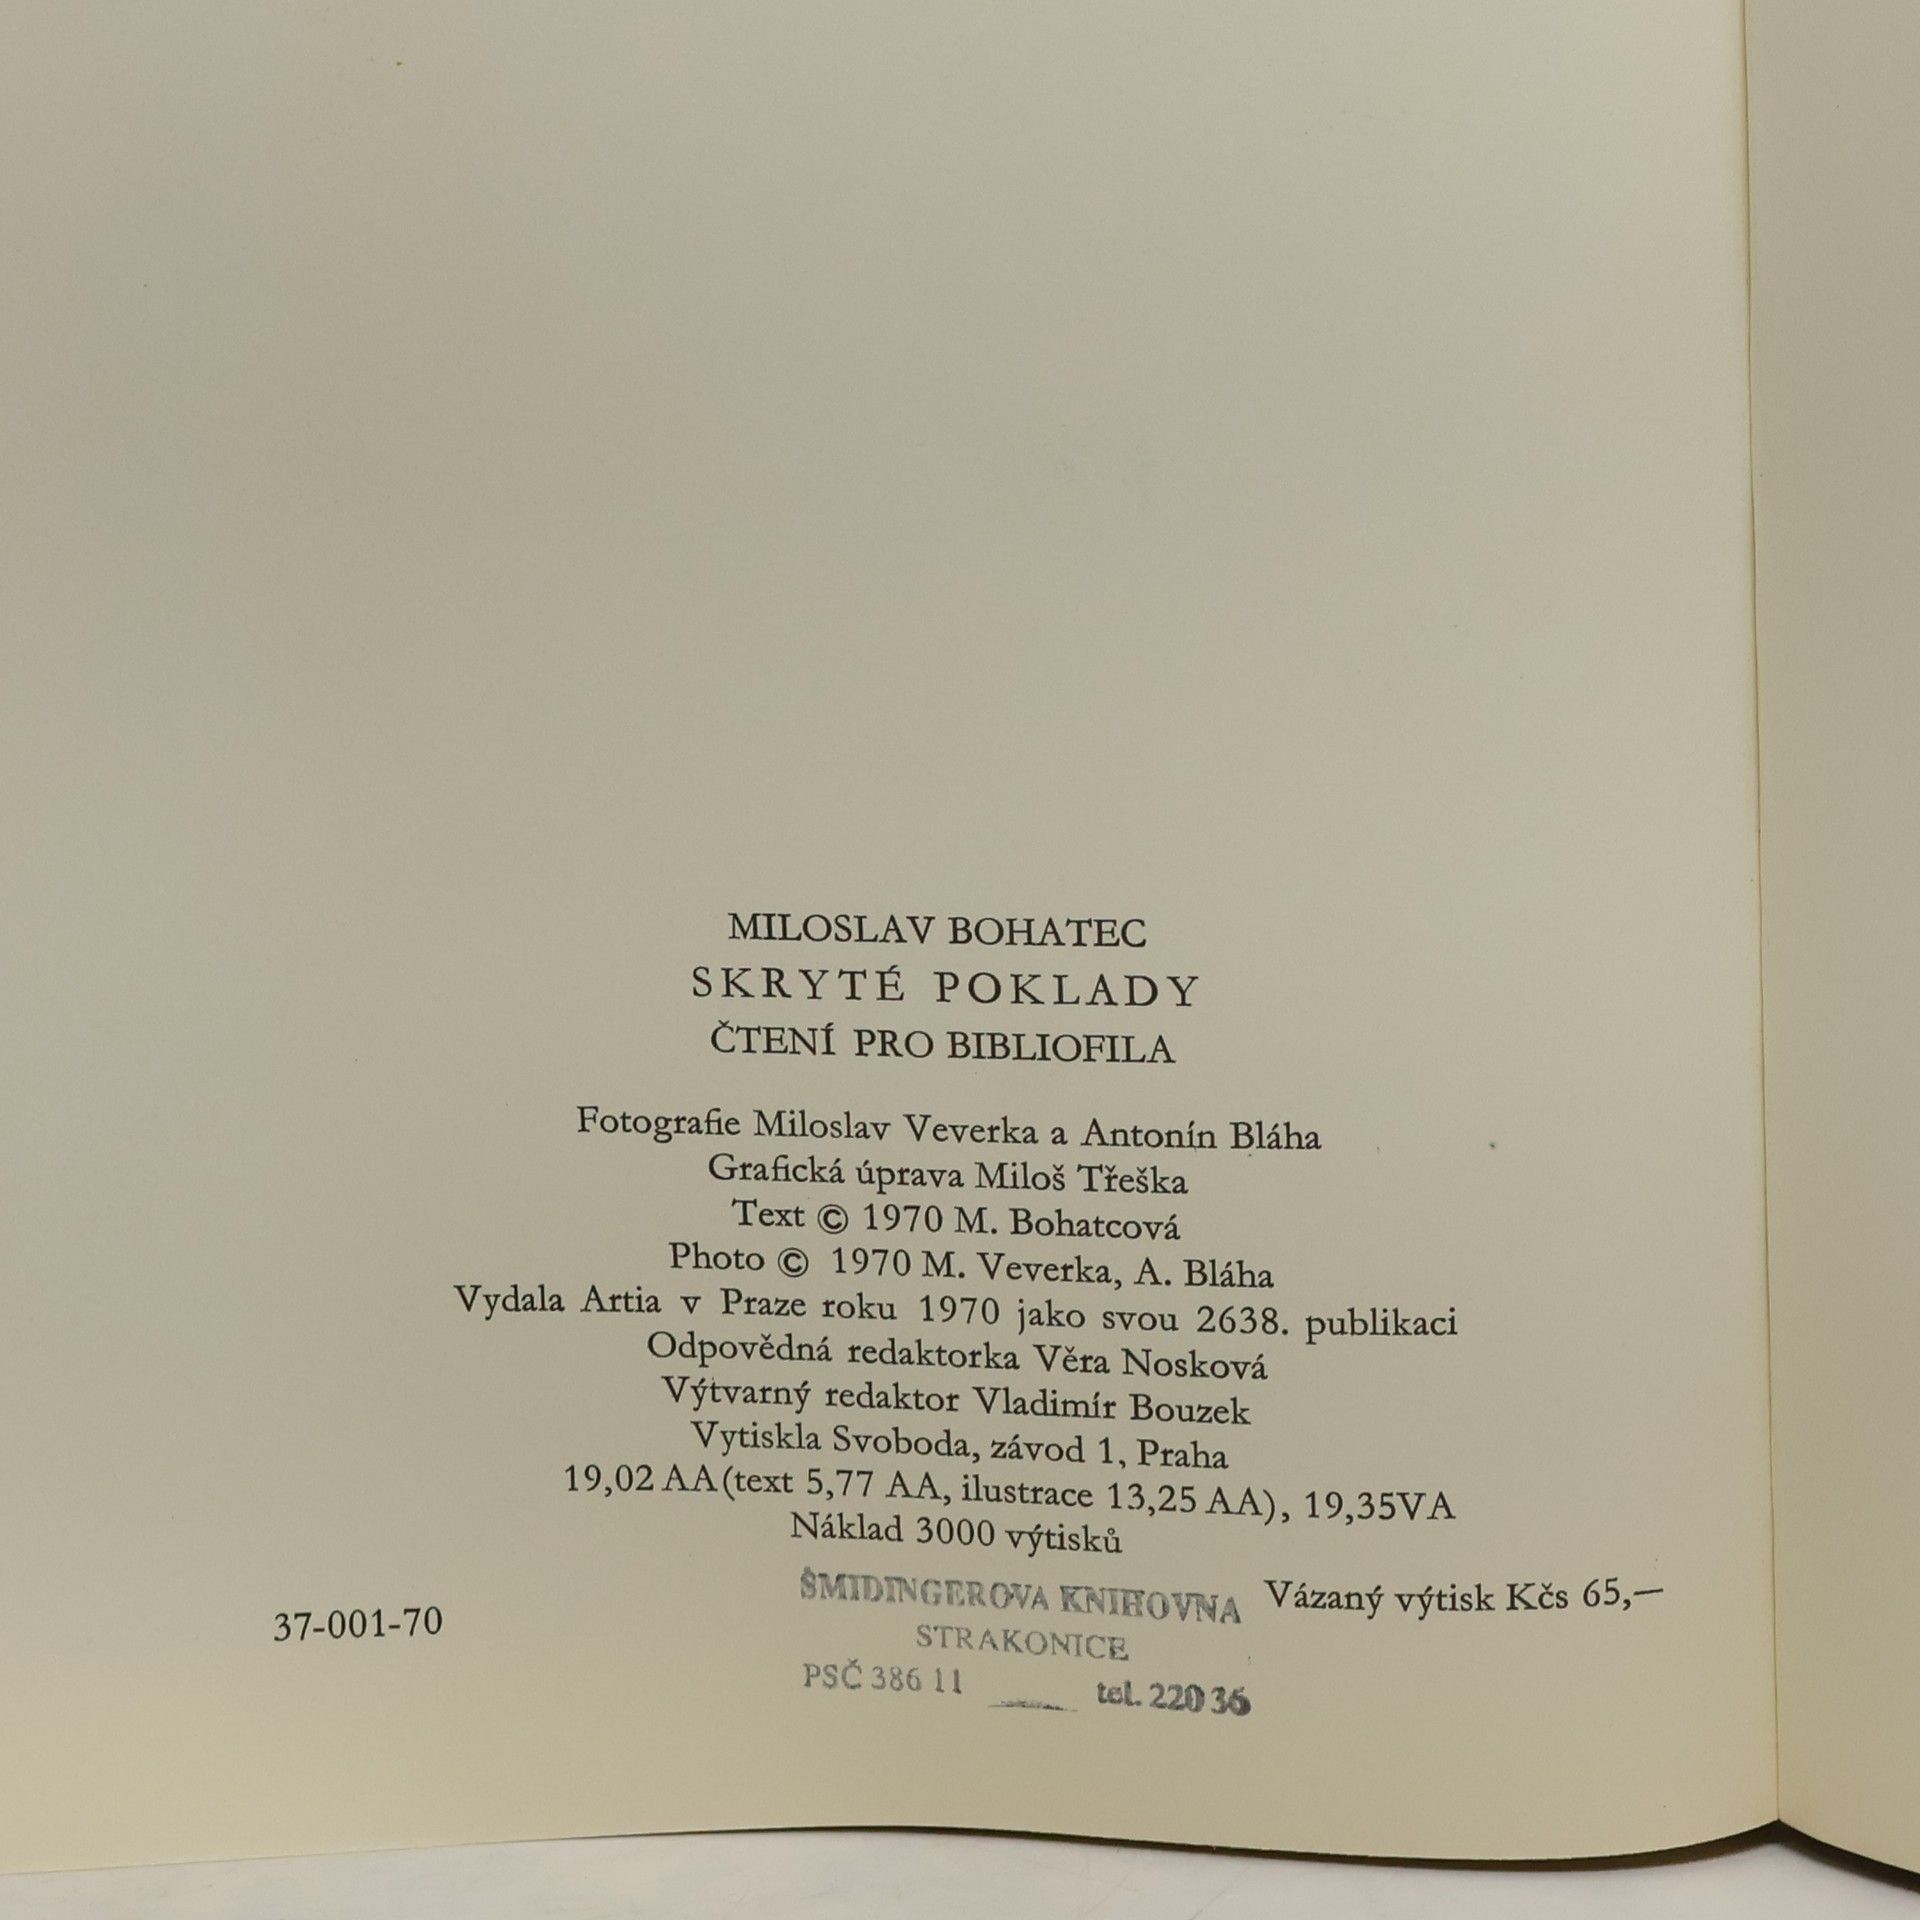 MILOSLAV BOHATEC
SKRYTÉ POKLADY
ČTENÍ PRO BIBLIOFILA
Fotografie Miloslav Veverka a Antonín Bláha
Grafická úprava Miloš Třeška
Text © 1970 M. Bohatcová
Photo © 1970 M. Veverka, A. Bláha
Vydala Artia v Praze roku 1970 jako svou 2638. publikaci
Odpovědná redaktorka Věra Nosková
Výtvarný redaktor Vladimír Bouzek
Vytiskla Svoboda, závod 1, Praha
19,02 AA (text 5,77 AA, ilustrace 13,25 AA), 19,35VA
Náklad 3000 výtisků
37-001-70
Vázaný výtisk Kčs 65,—
ŠMIDINGEROVA KNIHOVNA
STRAKONICE
PSČ 386 11 tel. 220 36